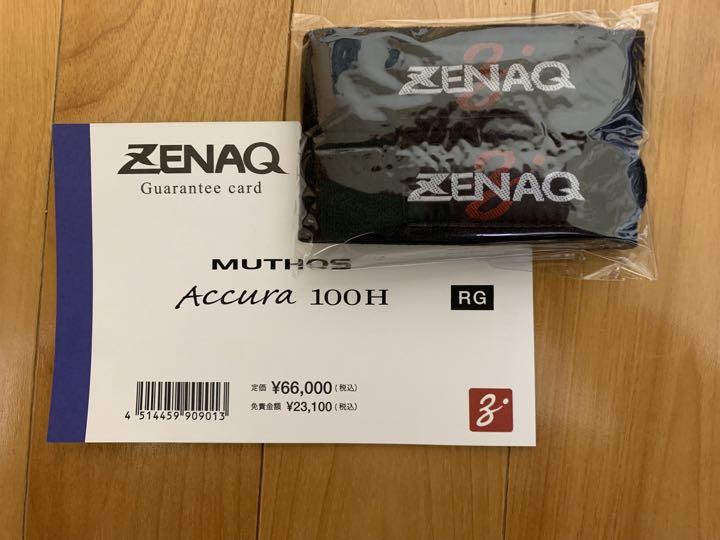 ZENAQ
ZENAQ
ZENAQ
Guarantee card
MUTHOS
Accura 100H
RG
定価 ¥66,000(税込)
免責金額 ¥23,100(税込)
4 514459 909013